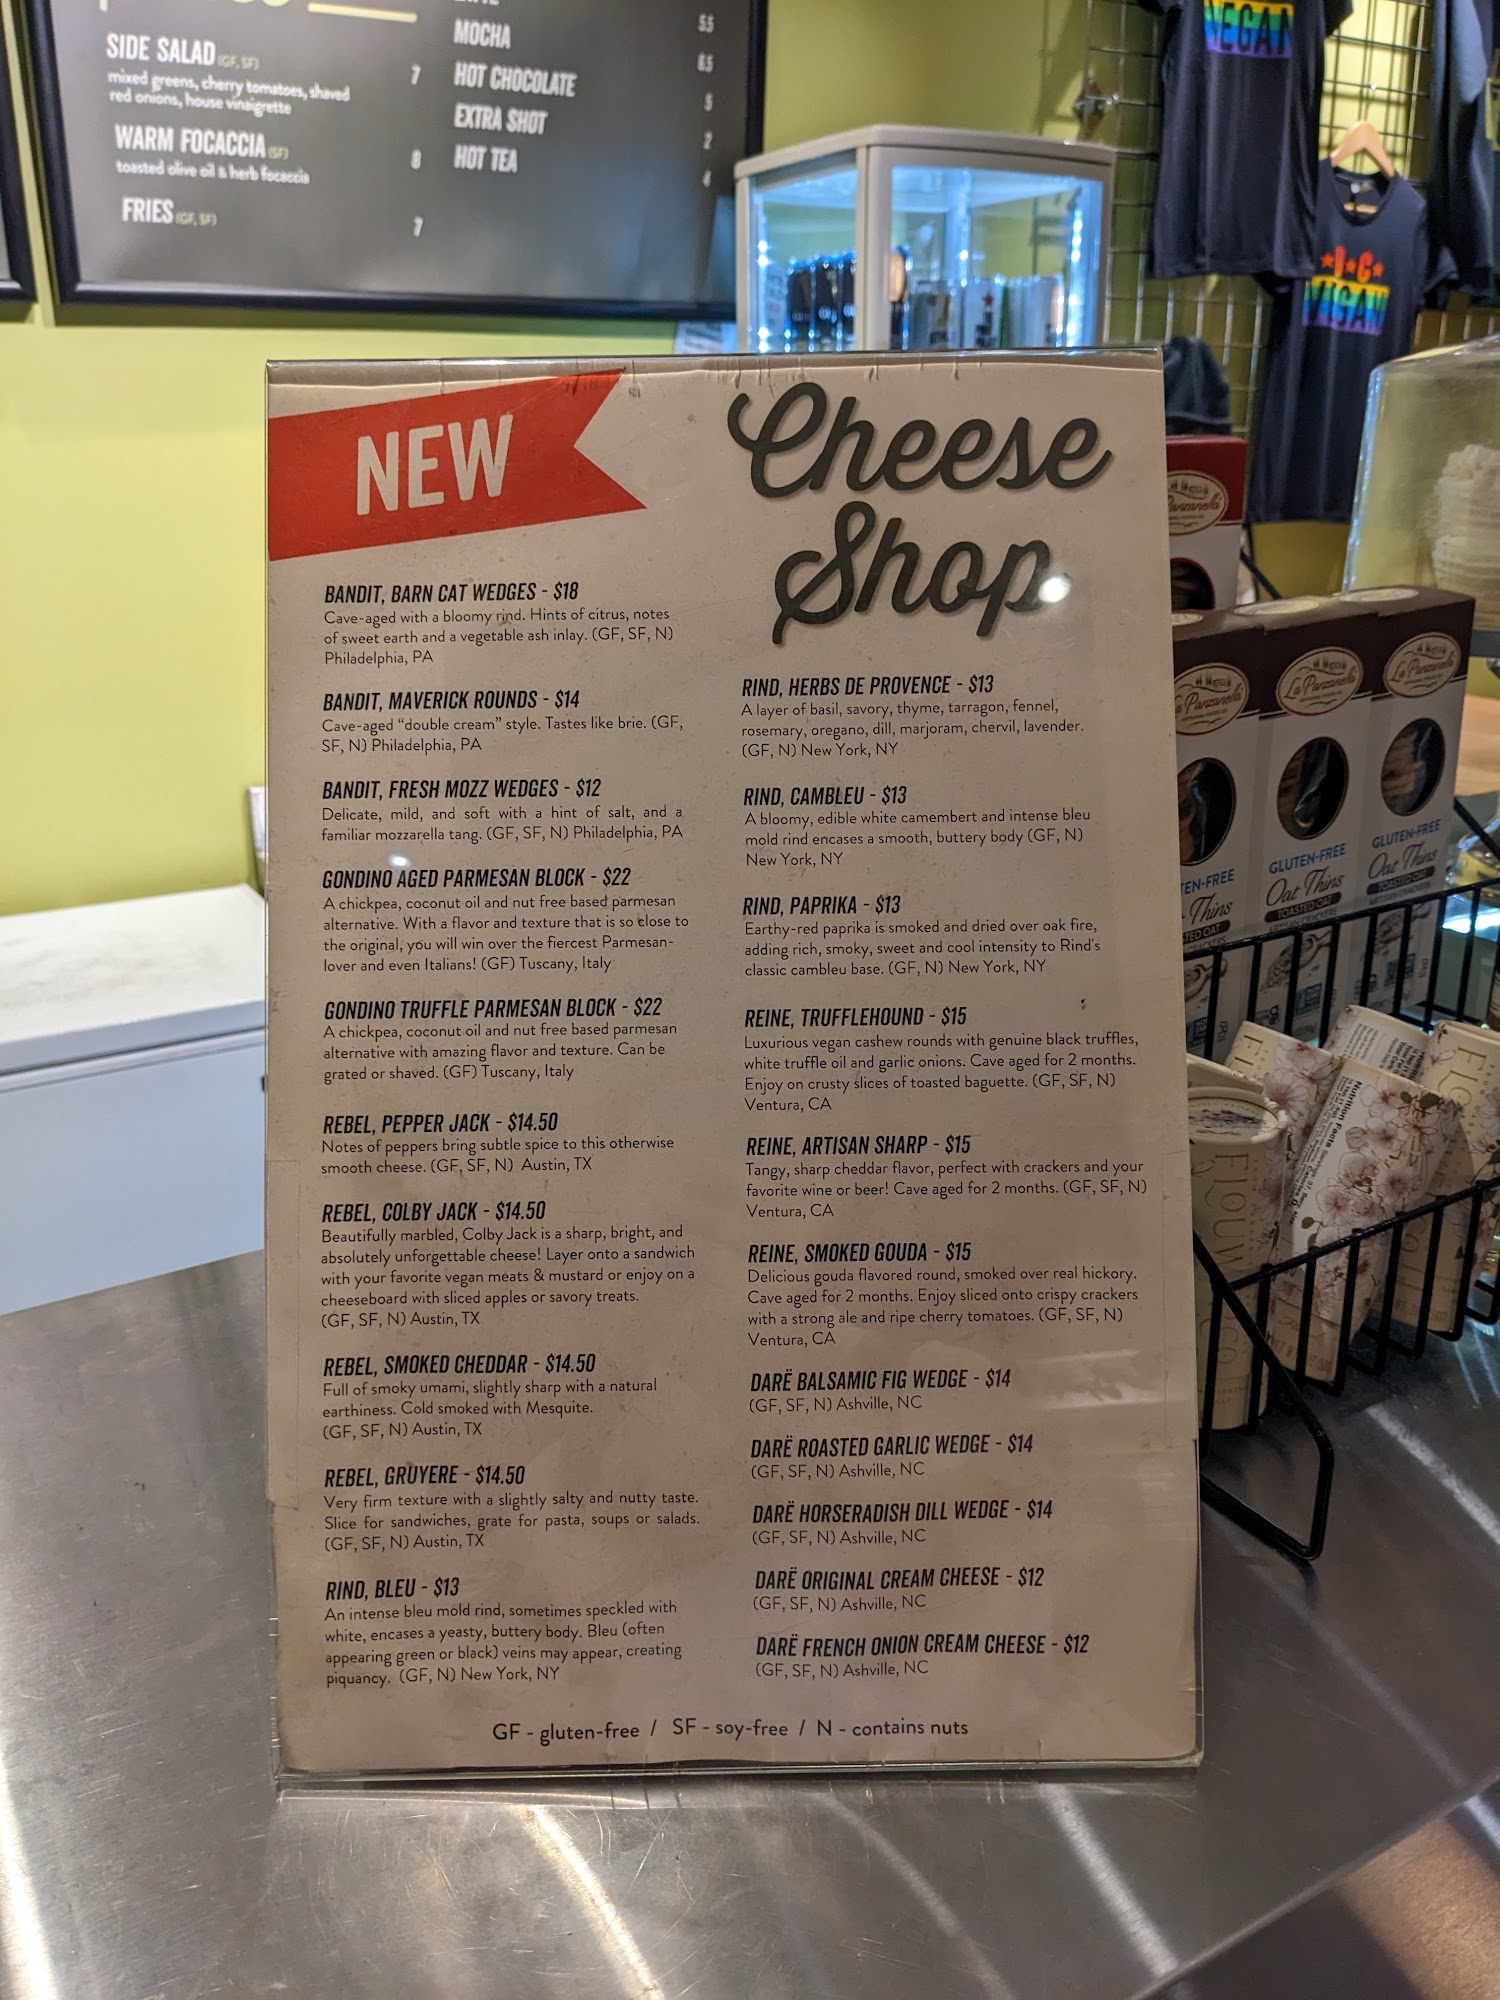 SIDE SALAD (GF, SF)
mixed greens, cherry tomatoes, shaved
red onions, house vinaigrette
7
WARM FOCACCIA (SF)
toasted olive oil & herb focaccia
8
FRIES (GF, SF)
7
MOCHA
HOT CHOCOLATE
EXTRA SHOT
HOT TEA
5.5
6.5
5
2
4
VEGAN
NEW
Cheese
Shop
BANDIT, BARN CAT WEDGES - $18
Cave-aged with a bloomy rind. Hints of citrus, notes
of sweet earth and a vegetable ash inlay. (GF, SF, N)
Philadelphia, PA
BANDIT, MAVERICK ROUNDS - $14
Cave-aged “double cream” style. Tastes like brie. (GF,
SF, N) Philadelphia, PA
BANDIT, FRESH MOZZ WEDGES - $12
Delicate, mild, and soft with a hint of salt, and a
familiar mozzarella tang. (GF, SF, N) Philadelphia, PA
GONDINO AGED PARMESAN BLOCK - $22
A chickpea, coconut oil and nut free based parmesan
alternative. With a flavor and texture that is so close to
the original, you will win over the fiercest Parmesan-
lover and even Italians! (GF) Tuscany, Italy
GONDINO TRUFFLE PARMESAN BLOCK - $22
A chickpea, coconut oil and nut free based parmesan
alternative with amazing flavor and texture. Can be
grated or shaved. (GF) Tuscany, Italy
REBEL, PEPPER JACK - $14.50
Notes of peppers bring subtle spice to this otherwise
smooth cheese. (GF, SF, N) Austin, TX
REBEL, COLBY JACK - $14.50
Beautifully marbled, Colby Jack is a sharp, bright, and
absolutely unforgettable cheese! Layer onto a sandwich
with your favorite vegan meats & mustard or enjoy on a
cheeseboard with sliced apples or savory treats.
(GF, SF, N) Austin, TX
REBEL, SMOKED CHEDDAR - $14.50
Full of smoky umami, slightly sharp with a natural
earthiness. Cold smoked with Mesquite.
(GF, SF, N) Austin, TX
REBEL, GRUYERE - $14.50
Very firm texture with a slightly salty and nutty taste.
Slice for sandwiches, grate for pasta, soups or salads.
(GF, SF, N) Austin, TX
RIND, BLEU - $13
An intense bleu mold rind, sometimes speckled with
white, encases a yeasty, buttery body. Bleu (often
appearing green or black) veins may appear, creating
piquancy. (GF, N) New York, NY
RIND, HERBS DE PROVENCE - $13
A layer of basil, savory, thyme, tarragon, fennel,
rosemary, oregano, dill, marjoram, chervil, lavender.
(GF, N) New York, NY
RIND, CAMBLEU - $13
A bloomy, edible white camembert and intense bleu
mold rind encases a smooth, buttery body (GF, N)
New York, NY
RIND, PAPRIKA - $13
Earthy-red paprika is smoked and dried over oak fire,
adding rich, smoky, sweet and cool intensity to Rind's
classic cambleu base. (GF, N) New York, NY
REINE, TRUFFLEHOUND - $15
Luxurious vegan cashew rounds with genuine black truffles,
white truffle oil and garlic onions. Cave aged for 2 months.
Enjoy on crusty slices of toasted baguette. (GF, SF, N)
Ventura, CA
REINE, ARTISAN SHARP - $15
Tangy, sharp cheddar flavor, perfect with crackers and your
favorite wine or beer! Cave aged for 2 months. (GF, SF, N)
Ventura, CA
REINE, SMOKED GOUDA - $15
Delicious gouda flavored round, smoked over real hickory.
Cave aged for 2 months. Enjoy sliced onto crispy crackers
with a strong ale and ripe cherry tomatoes. (GF, SF, N)
Ventura, CA
DARË BALSAMIC FIG WEDGE - $14
(GF, SF, N) Ashville, NC
DARË ROASTED GARLIC WEDGE - $14
(GF, SF, N) Ashville, NC
DARË HORSERADISH DILL WEDGE - $14
(GF, SF, N) Ashville, NC
DARË ORIGINAL CREAM CHEESE - $12
(GF, SF, N) Ashville, NC
DARË FRENCH ONION CREAM CHEESE - $12
(GF, SF, N) Ashville, NC
GF - gluten-free / SF - soy-free / N - contains nuts
La Panzanella
La Panzanella
GLUTEN-FREE
Oat Thins
TOASTED OAT
GLUTEN-FREE
Oat Thins
TOASTED OAT
Thins
Nutrition Facts